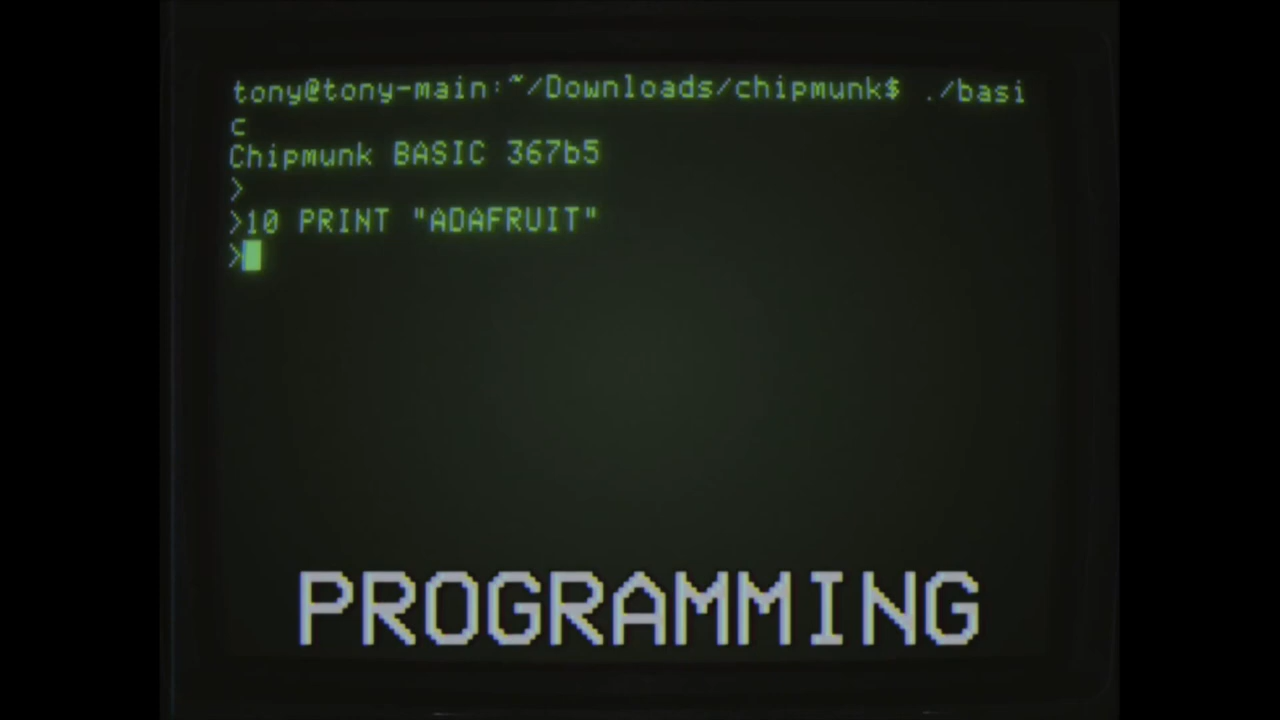 tony@tony-main:~/Downloads/chipmunk$ ./basi
c
Chipmunk BASIC 367b5
>
>10 PRINT "ADAFRUIT"
>
PROGRAMMING